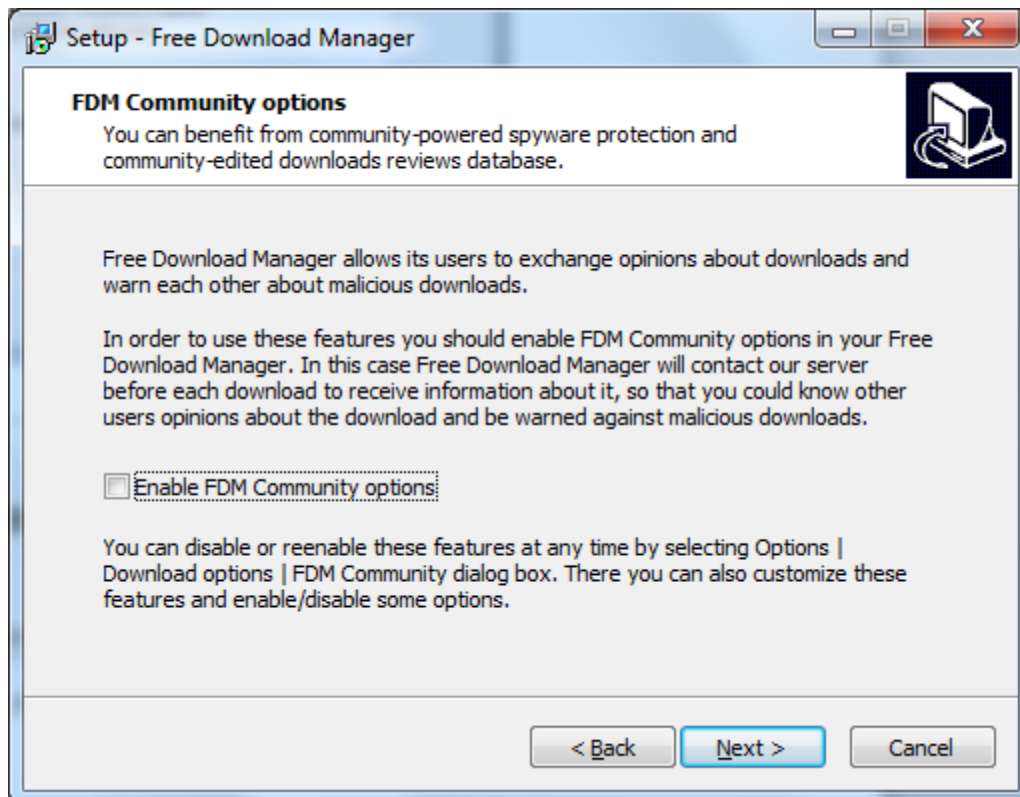 Setup - Free Download Manager
FDM Community options
You can benefit from community-powered spyware protection and
community-edited downloads reviews database.
Free Download Manager allows its users to exchange opinions about downloads and
warn each other about malicious downloads.
In order to use these features you should enable FDM Community options in your Free
Download Manager. In this case Free Download Manager will contact our server
before each download to receive information about it, so that you could know other
users opinions about the download and be warned against malicious downloads.
Enable FDM Community options
You can disable or reenable these features at any time by selecting Options |
Download options | FDM Community dialog box. There you can also customize these
features and enable/disable some options.
< Back Next > Cancel